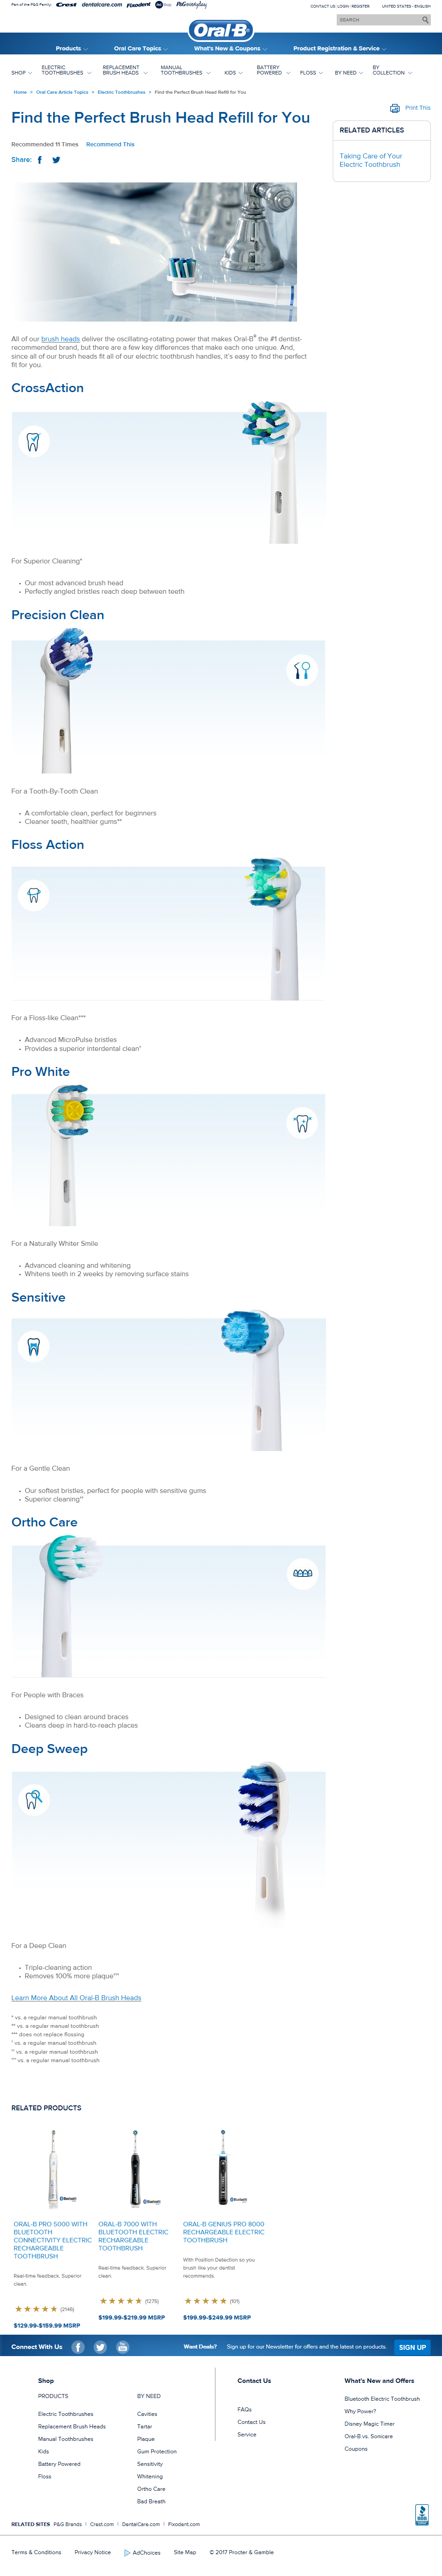 Part of the P&G Family: Crest dentalcare.com Fixodent P&G everyday
CONTACT US LOGIN REGISTER UNITED STATES - ENGLISH
SEARCH
Oral-B
Products Oral Care Topics What's New & Coupons Product Registration & Service
SHOP ELECTRIC TOOTHBRUSHES REPLACEMENT BRUSH HEADS MANUAL TOOTHBRUSHES KIDS BATTERY POWERED FLOSS BY NEED BY COLLECTION
Home > Oral Care Article Topics > Electric Toothbrushes > Find the Perfect Brush Head Refill for You
Print This
Find the Perfect Brush Head Refill for You
RELATED ARTICLES
Taking Care of Your
Electric Toothbrush
Recommended 11 Times Recommend This
Share:
All of our brush heads deliver the oscillating-rotating power that makes Oral-B® the #1 dentist-
recommended brand, but there are a few key differences that make each one unique. And,
since all of our brush heads fit all of our electric toothbrush handles, it's easy to find the perfect
fit for you.
CrossAction
For Superior Cleaning*
• Our most advanced brush head
• Perfectly angled bristles reach deep between teeth
Precision Clean
For a Tooth-By-Tooth Clean
• A comfortable clean, perfect for beginners
• Cleaner teeth, healthier gums**
Floss Action
For a Floss-like Clean***
• Advanced MicroPulse bristles
• Provides a superior interdental clean⁺
Pro White
For a Naturally Whiter Smile
• Advanced cleaning and whitening
• Whitens teeth in 2 weeks by removing surface stains
Sensitive
For a Gentle Clean
• Our softest bristles, perfect for people with sensitive gums
• Superior cleaning⁺⁺
Ortho Care
For People with Braces
• Designed to clean around braces
• Cleans deep in hard-to-reach places
Deep Sweep
For a Deep Clean
• Triple-cleaning action
• Removes 100% more plaque⁺⁺⁺
Learn More About All Oral-B Brush Heads
* vs. a regular manual toothbrush
** vs. a regular manual toothbrush
*** does not replace flossing
⁺ vs. a regular manual toothbrush
⁺⁺ vs. a regular manual toothbrush
⁺⁺⁺ vs. a regular manual toothbrush
RELATED PRODUCTS
Bluetooth Bluetooth Bluetooth
ORAL-B PRO 5000 WITH
BLUETOOTH
CONNECTIVITY ELECTRIC
RECHARGEABLE
TOOTHBRUSH
Real-time feedback. Superior
clean.
(2146)
$129.99-$159.99 MSRP
ORAL-B 7000 WITH
BLUETOOTH ELECTRIC
RECHARGEABLE
TOOTHBRUSH
Real-time feedback. Superior
clean.
(1275)
$199.99-$219.99 MSRP
ORAL-B GENIUS PRO 8000
RECHARGEABLE ELECTRIC
TOOTHBRUSH
With Position Detection so you
brush like your dentist
recommends.
(101)
$199.99-$249.99 MSRP
Connect With Us Want Deals? Sign up for our Newsletter for offers and the latest on products. SIGN UP
Shop
PRODUCTS
Electric Toothbrushes
Replacement Brush Heads
Manual Toothbrushes
Kids
Battery Powered
Floss
BY NEED
Cavities
Tartar
Plaque
Gum Protection
Sensitivity
Whitening
Ortho Care
Bad Breath
Contact Us
FAQs
Contact Us
Service
What's New and Offers
Bluetooth Electric Toothbrush
Why Power?
Disney Magic Timer
Oral-B vs. Sonicare
Coupons
RELATED SITES P&G Brands | Crest.com | DentalCare.com | Fixodent.com
Terms & Conditions Privacy Notice AdChoices Site Map © 2017 Procter & Gamble